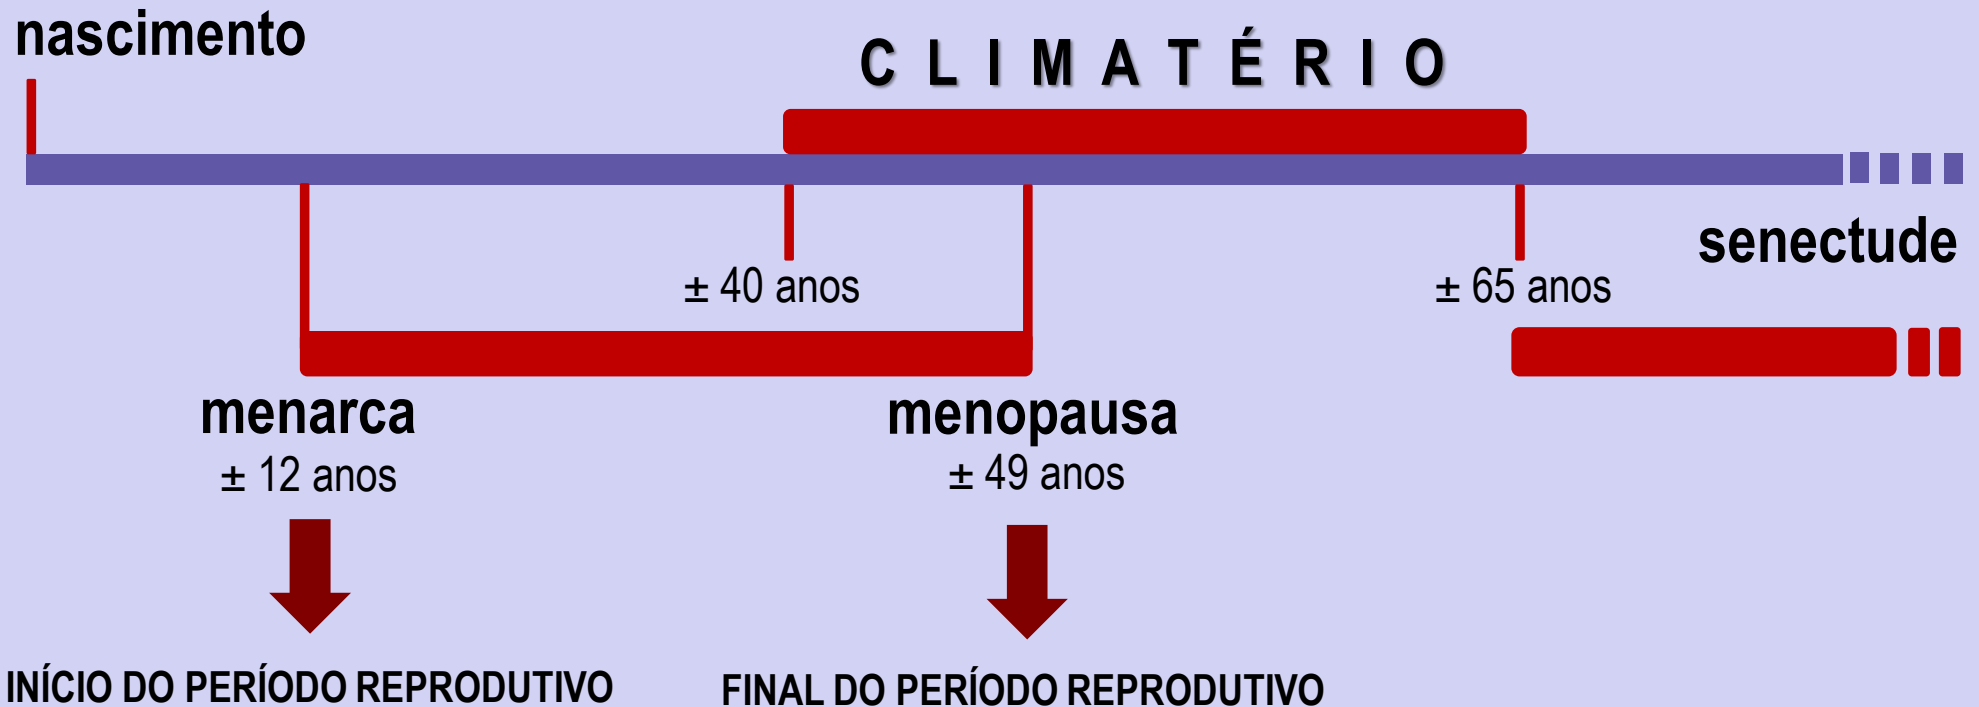 nascimento
C L I M A T É R I O
senectude
± 40 anos
± 65 anos
menarca
± 12 anos
menopausa
± 49 anos
INÍCIO DO PERÍODO REPRODUTIVO
FINAL DO PERÍODO REPRODUTIVO